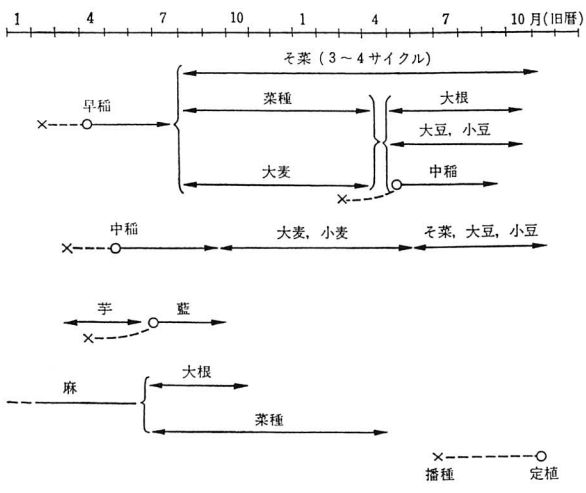 1 4 7 10 1 4 7 10月(旧暦)
そ菜(3〜4サイクル)
早稲 菜種 大根
大豆，小豆
大麦 中稲
中稲 大麦，小麦 そ菜，大豆，小豆
芋 藍
麻 大根
菜種
播種 定植